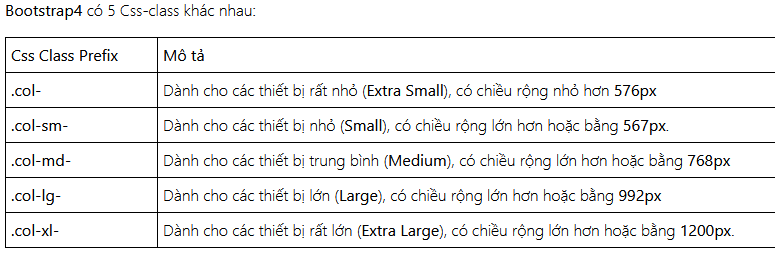 Bootstrap4 có 5 Css-class khác nhau:
Css Class Prefix Mô tả
.col- Dành cho các thiết bị rất nhỏ (Extra Small), có chiều rộng nhỏ hơn 576px
.col-sm- Dành cho các thiết bị nhỏ (Small), có chiều rộng lớn hơn hoặc bằng 567px.
.col-md- Dành cho các thiết bị trung bình (Medium), có chiều rộng lớn hơn hoặc bằng 768px
.col-lg- Dành cho các thiết bị lớn (Large), có chiều rộng lớn hơn hoặc bằng 992px
.col-xl- Dành cho các thiết bị rất lớn (Extra Large), có chiều rộng lớn hơn hoặc bằng 1200px.